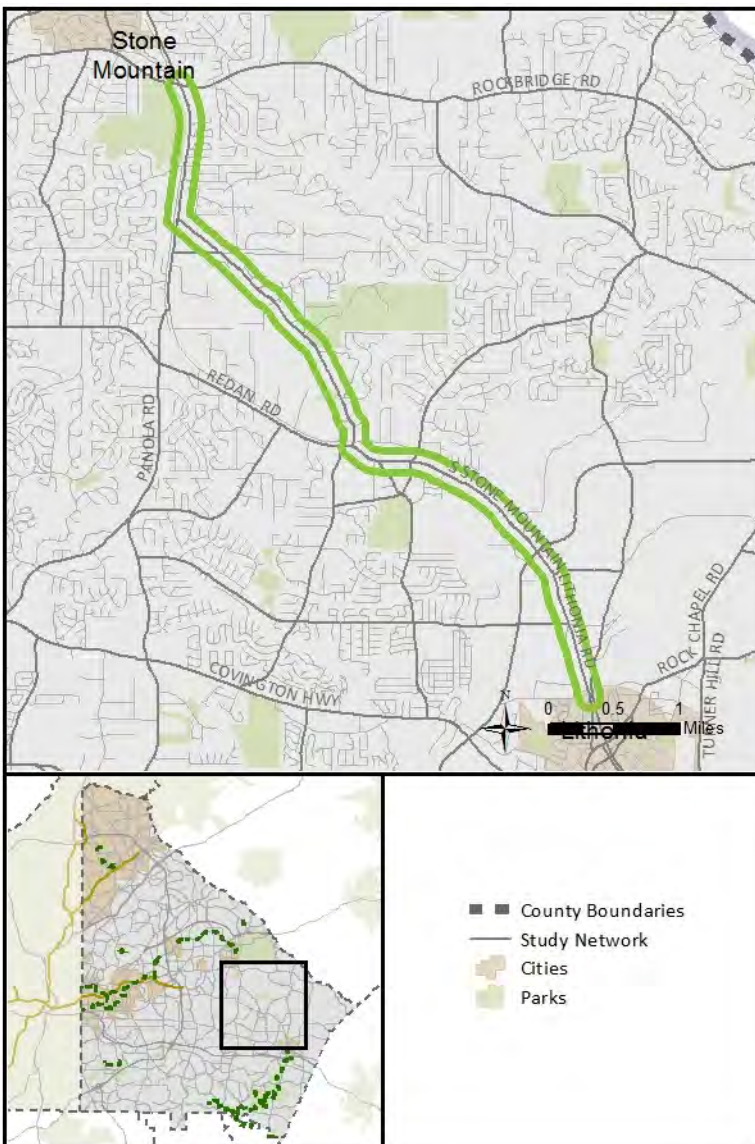 Stone
Mountain
ROCKBRIDGE RD
REDAN RD
PANOLA RD
S STONE MOUNTAIN LITHONIA RD
ROCK CHAPEL RD
COVINGTON HWY
TURNER HILL RD
N
0 0.5 1
Miles
Lithonia
County Boundaries
Study Network
Cities
Parks